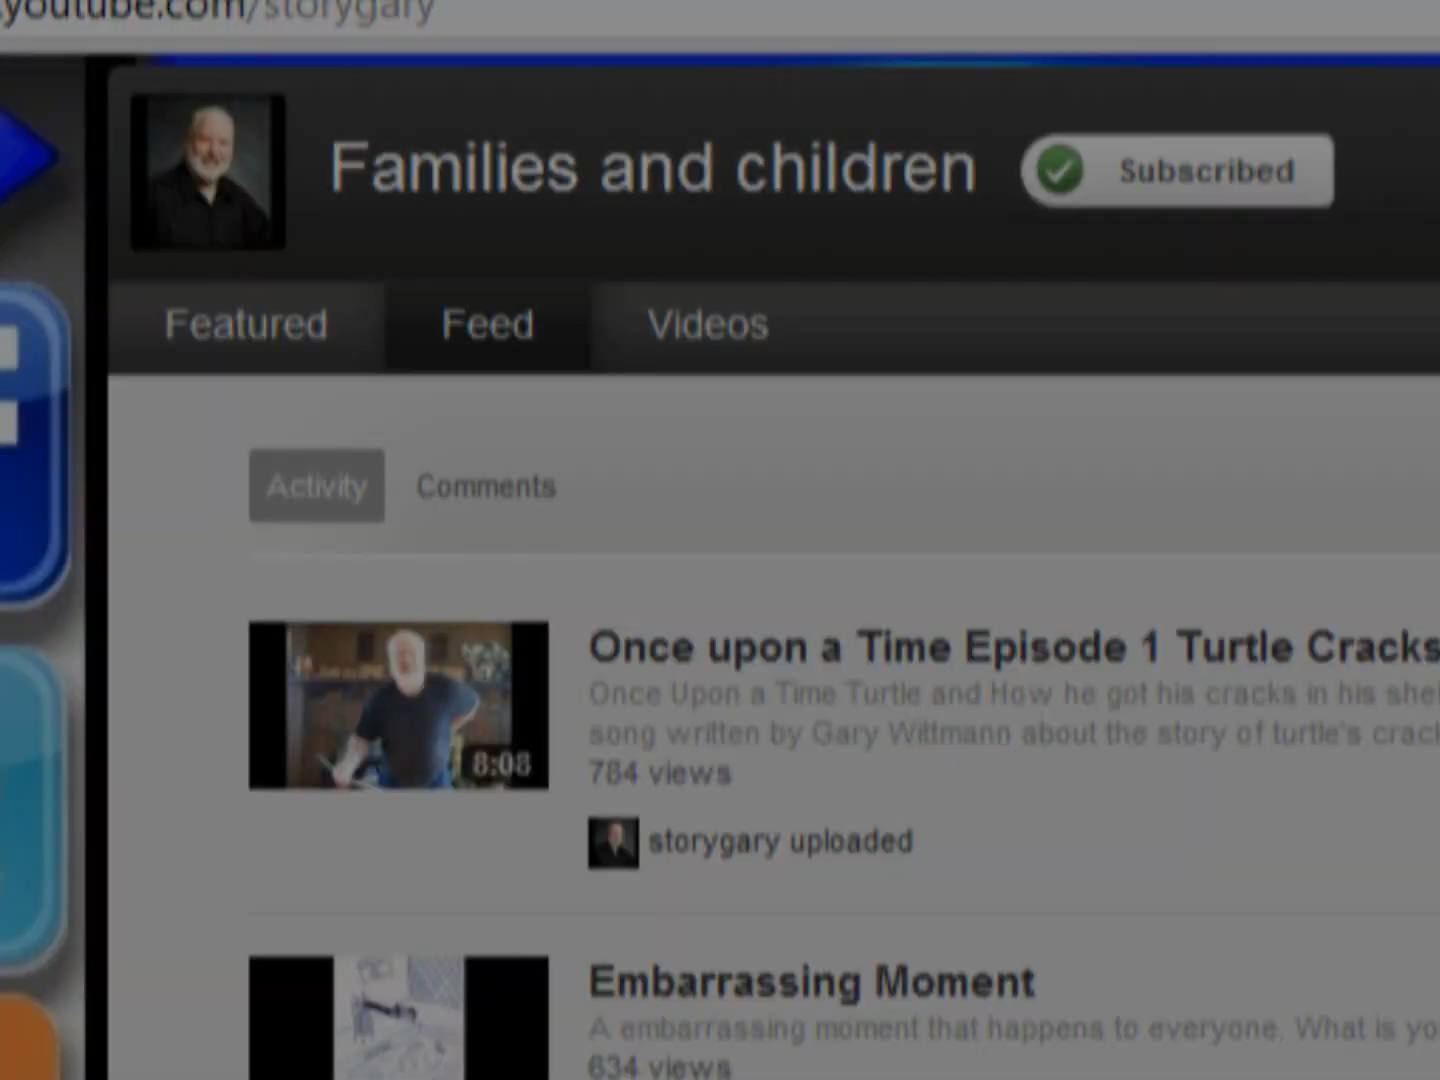 .youtube.com/storygary
Families and children
Subscribed
Featured
Feed
Videos
Activity
Comments
Once upon a Time Episode 1 Turtle Cracks
Once Upon a Time Turtle and How he got his cracks in his shel
song written by Gary Wittmann about the story of turtle's crack
8:08
784 views
storygary uploaded
Embarrassing Moment
A embarrassing moment that happens to everyone. What is yo
634 views